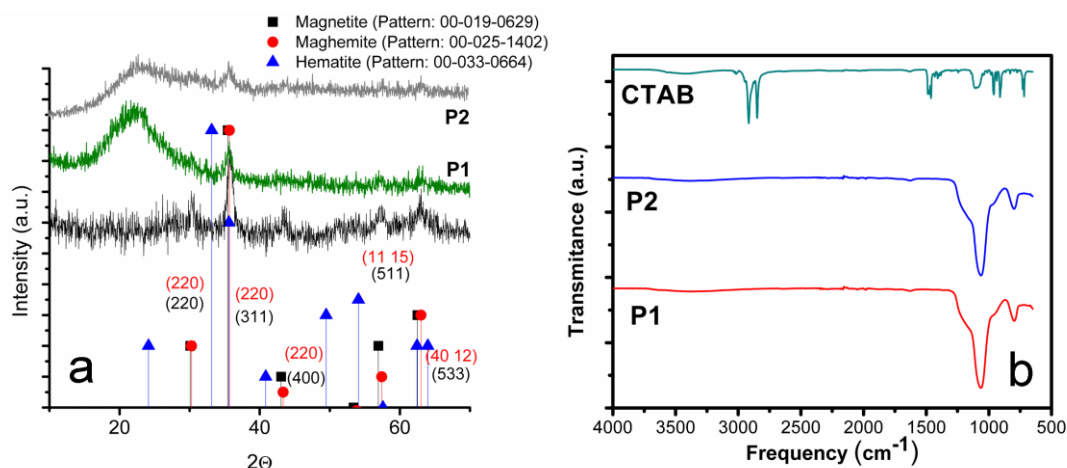 Magnetite (Pattern: 00-019-0629)
Maghemite (Pattern: 00-025-1402)
Hematite (Pattern: 00-033-0664)
P2
P1
(11 15)
(511)
(220)
(220)
(220)
(311)
(220)
(400)
(40 12)
(533)
a
Intensity (a.u.)
20
40
60
2Θ
CTAB
P2
P1
b
Transmitance (a.u.)
4000
3500
3000
2500
2000
1500
1000
500
Frequency (cm⁻¹)